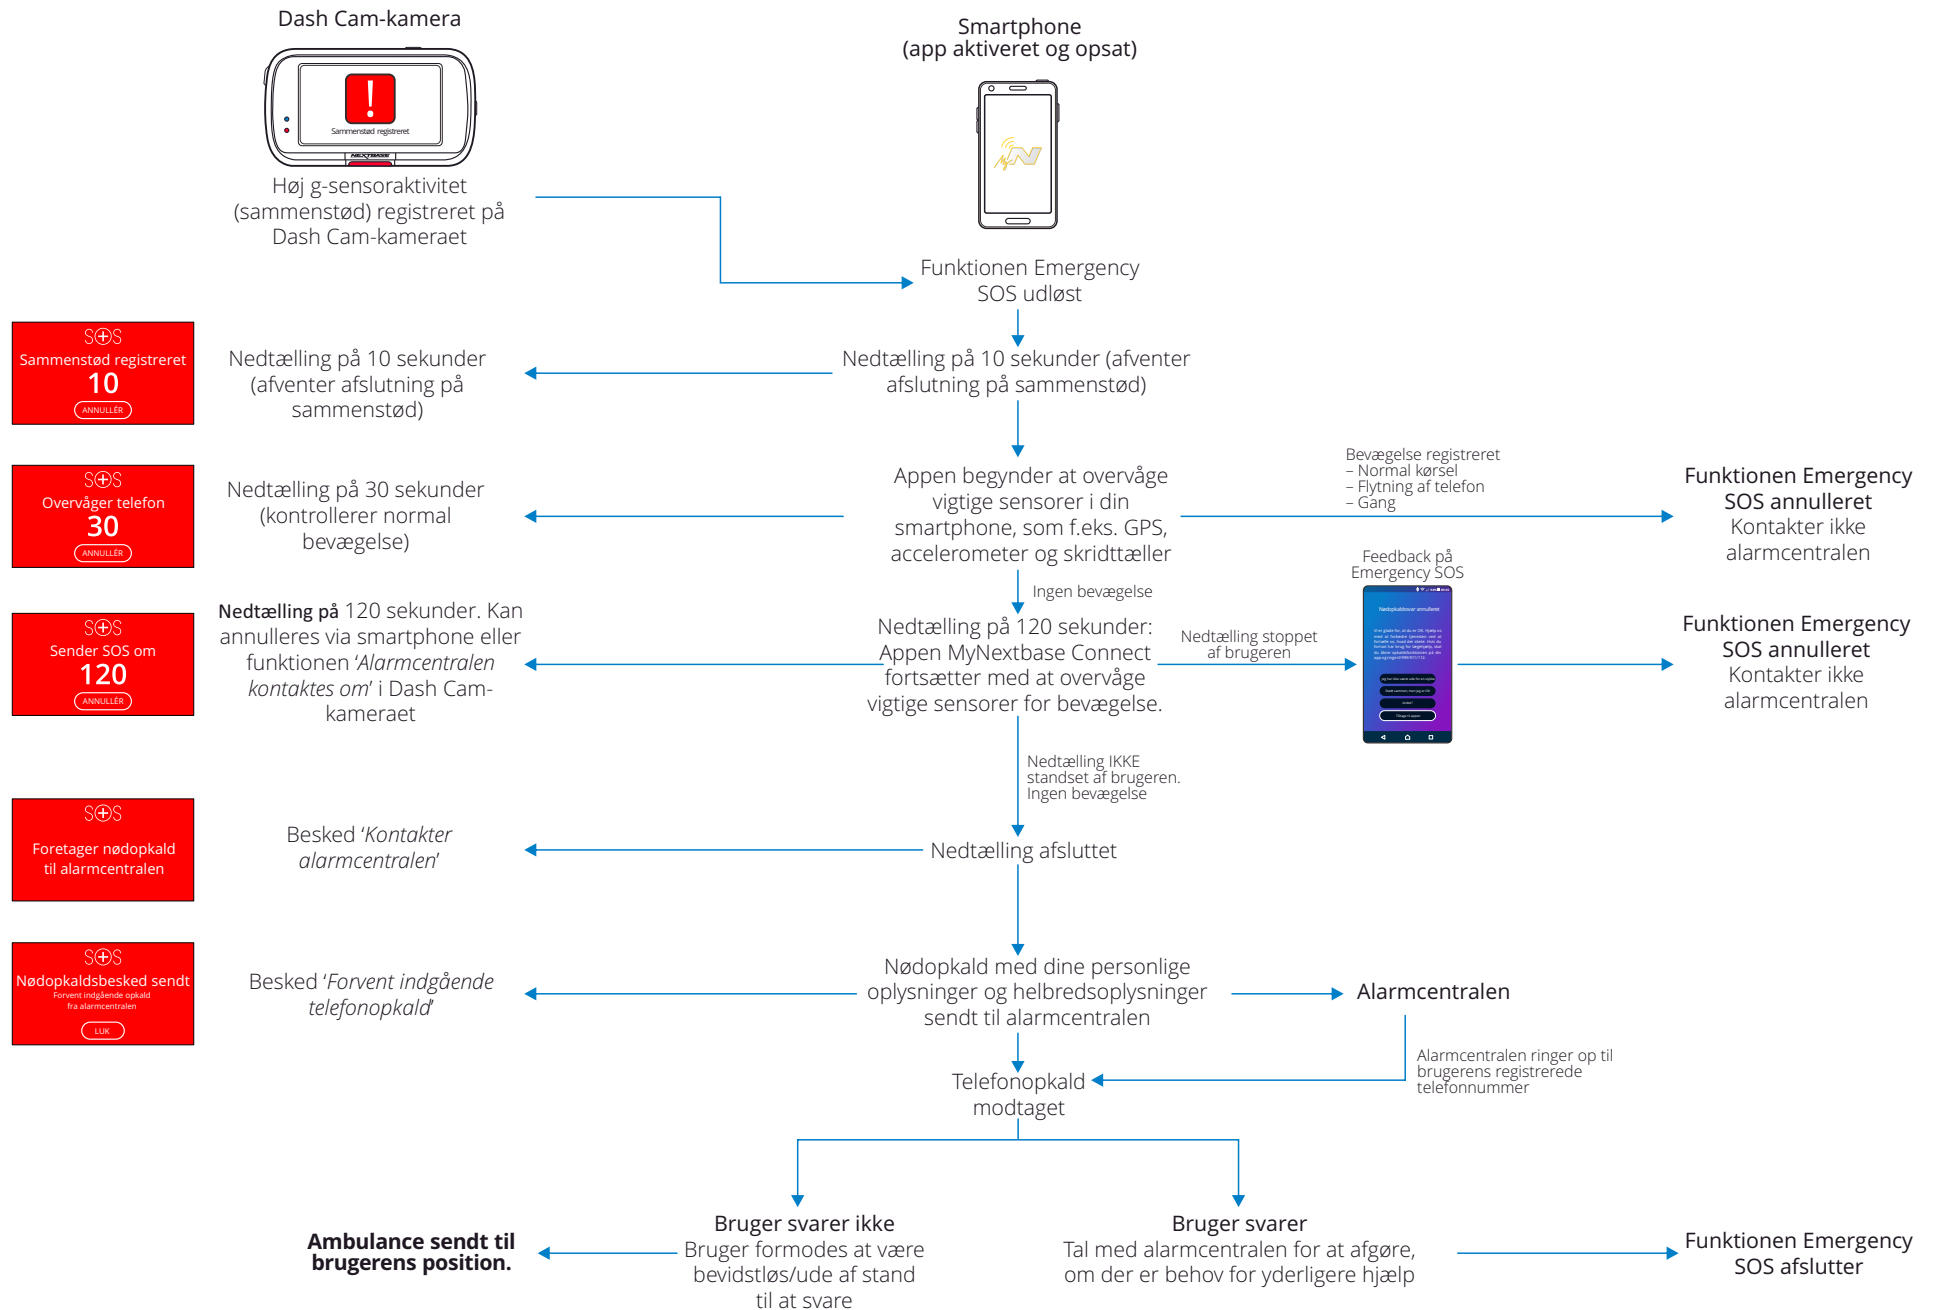 Dash Cam-kamera
Smartphone
(app aktiveret og opsat)
!
Sammenstød registreret
NEXTBASE
Høj g-sensoraktivitet
(sammenstød) registreret på
Dash Cam-kameraet
Funktionen Emergency
SOS udløst
SOS
Sammenstød registreret
10
ANNULLÉR
Nedtælling på 10 sekunder
(afventer afslutning på
sammenstød)
Nedtælling på 10 sekunder (afventer
afslutning på sammenstød)
SOS
Overvåger telefon
30
ANNULLÉR
Nedtælling på 30 sekunder
(kontrollerer normal
bevægelse)
Appen begynder at overvåge
vigtige sensorer i din
smartphone, som f.eks. GPS,
accelerometer og skridttæller
Bevægelse registreret
– Normal kørsel
– Flytning af telefon
– Gang
Funktionen Emergency
SOS annulleret
Kontakter ikke
alarmcentralen
Ingen bevægelse
SOS
Sender SOS om
120
ANNULLÉR
Nedtælling på 120 sekunder. Kan
annulleres via smartphone eller
funktionen ‘Alarmcentralen
kontaktes om’ i Dash Cam-
kameraet
Nedtælling på 120 sekunder:
Appen MyNextbase Connect
fortsætter med at overvåge
vigtige sensorer for bevægelse.
Nedtælling stoppet
af brugeren
Feedback på
Emergency SOS
Nødopkaldssvar annulleret
Tilbage til appen
Funktionen Emergency
SOS annulleret
Kontakter ikke
alarmcentralen
Nedtælling IKKE
standset af brugeren.
Ingen bevægelse
SOS
Foretager nødopkald
til alarmcentralen
Besked ‘Kontakter
alarmcentralen’
Nedtælling afsluttet
SOS
Nødopkaldsbesked sendt
Forvent indgående opkald
fra alarmcentralen
LUK
Besked ‘Forvent indgående
telefonopkald’
Nødopkald med dine personlige
oplysninger og helbredsoplysninger
sendt til alarmcentralen
Alarmcentralen
Alarmcentralen ringer op til
brugerens registrerede
telefonnummer
Telefonopkald
modtaget
Ambulance sendt til
brugerens position.
Bruger svarer ikke
Bruger formodes at være
bevidstløs/ude af stand
til at svare
Bruger svarer
Tal med alarmcentralen for at afgøre,
om der er behov for yderligere hjælp
Funktionen Emergency
SOS afslutter